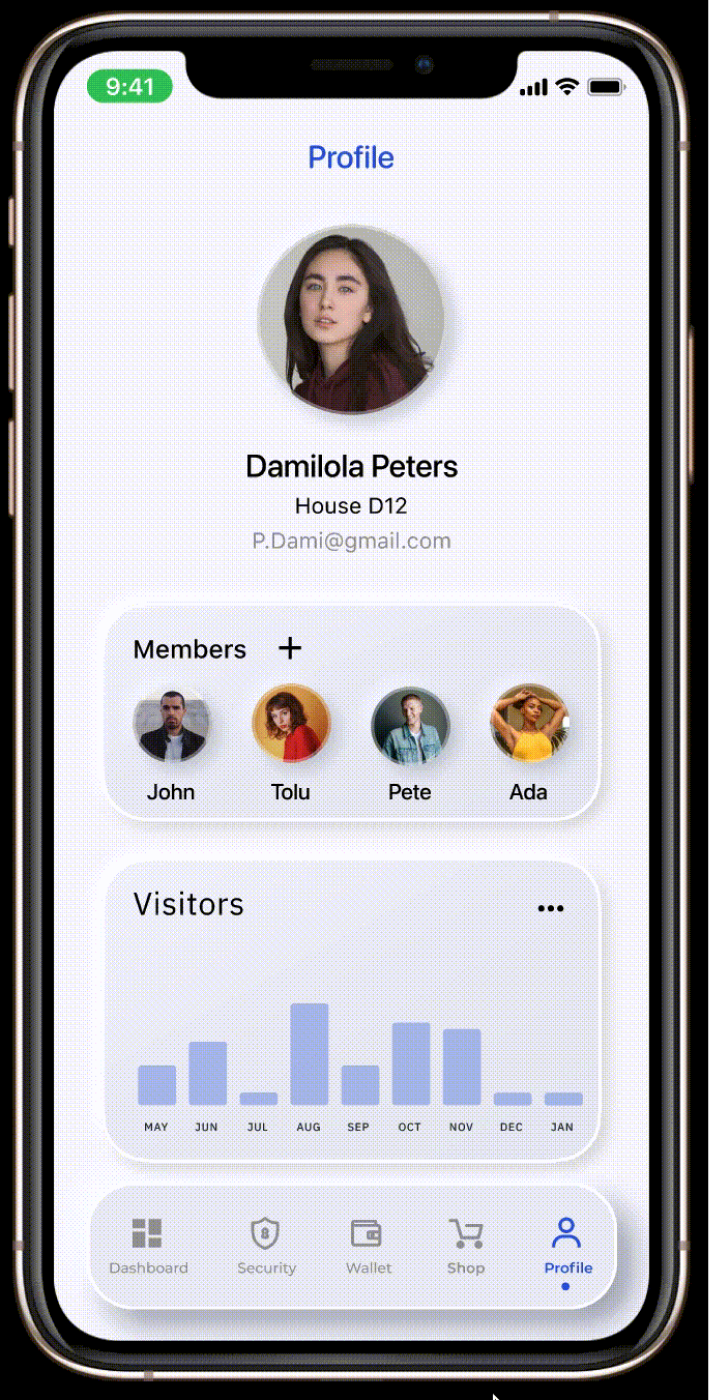 9:41
Profile
Damilola Peters
House D12
P.Dami@gmail.com
Members +
John Tolu Pete Ada
Visitors
MAY JUN JUL AUG SEP OCT NOV DEC JAN
Dashboard Security Wallet Shop Profile